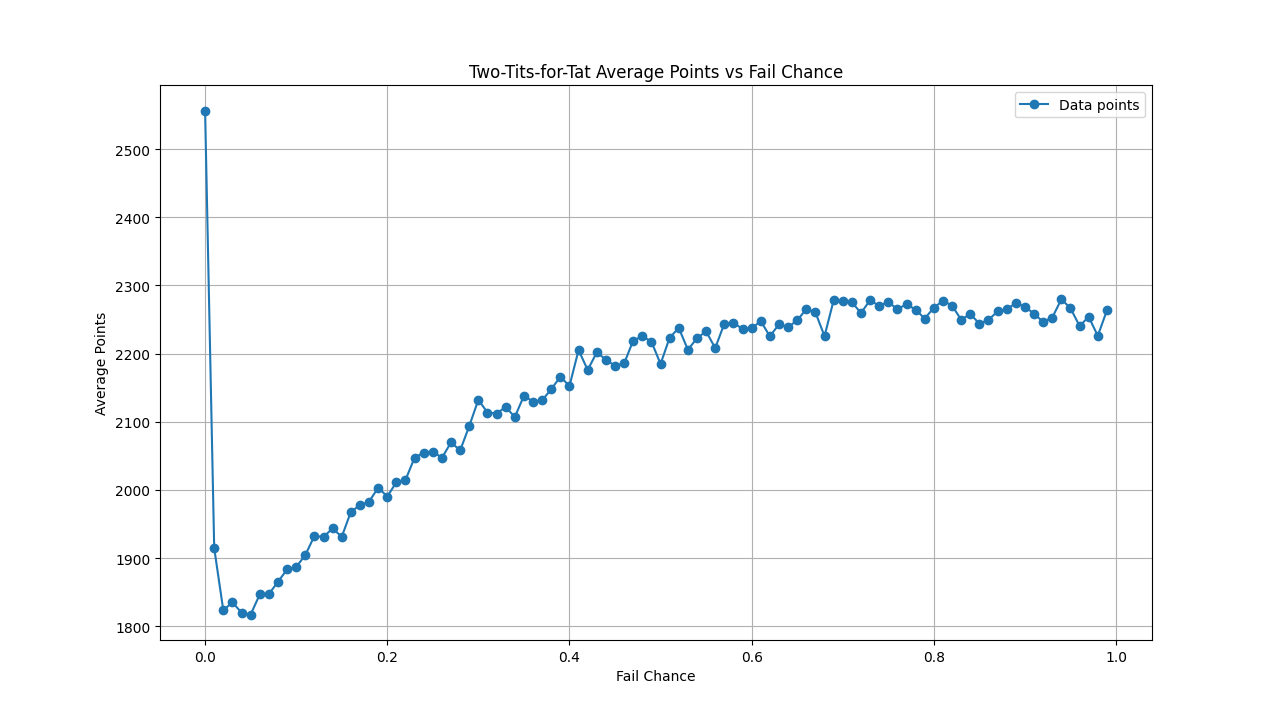 Two-Tits-for-Tat Average Points vs Fail Chance
Data points
2500
2400
2300
2200
2100
2000
1900
1800
Average Points
0.0 0.2 0.4 0.6 0.8 1.0
Fail Chance